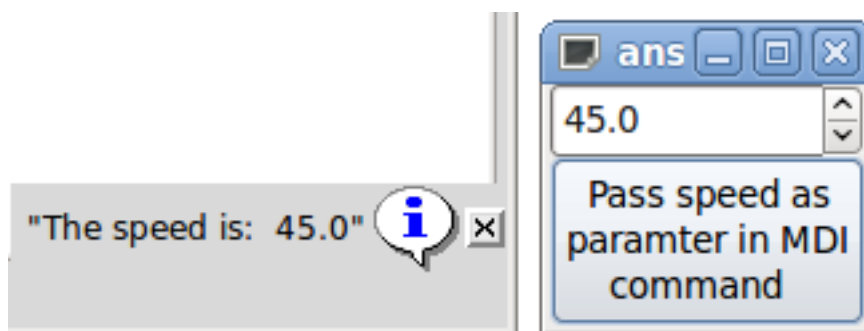 "The speed is:  45.0"
ans
45.0
Pass speed as
paramter in MDI
command